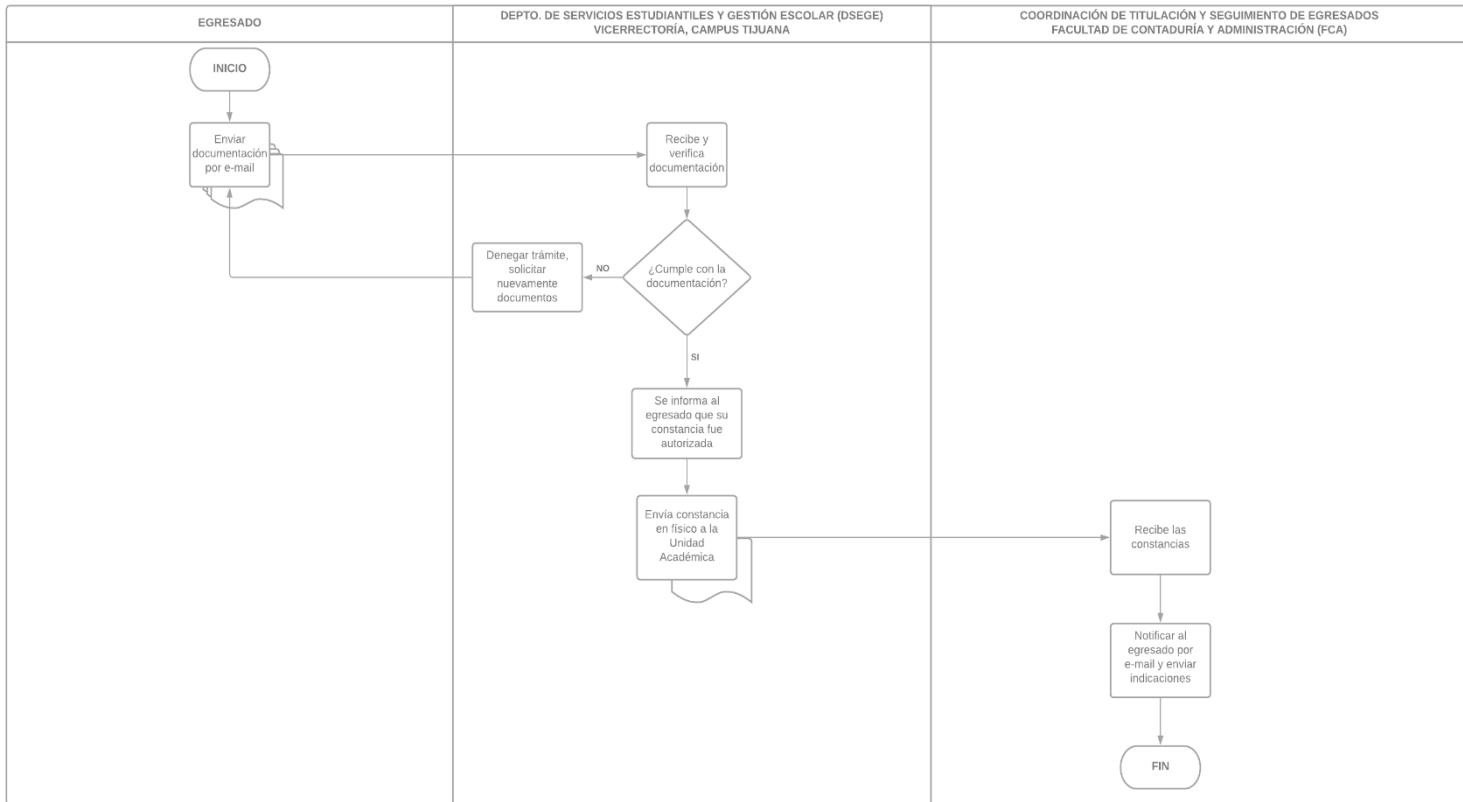 EGRESADO
DEPTO. DE SERVICIOS ESTUDIANTILES Y GESTIÓN ESCOLAR (DSEGE)
VICERRECTORÍA, CAMPUS TIJUANA
COORDINACIÓN DE TITULACIÓN Y SEGUIMIENTO DE EGRESADOS
FACULTAD DE CONTADURÍA Y ADMINISTRACIÓN (FCA)
INICIO
Enviar
documentación
por e-mail
Recibe y
verifica
documentación
¿Cumple con la
documentación?
NO
Denegar trámite,
solicitar
nuevamente
documentos
SI
Se informa al
egresado que su
constancia fue
autorizada
Envía constancia
en físico a la
Unidad
Académica
Recibe las
constancias
Notificar al
egresado por
e-mail y enviar
indicaciones
FIN